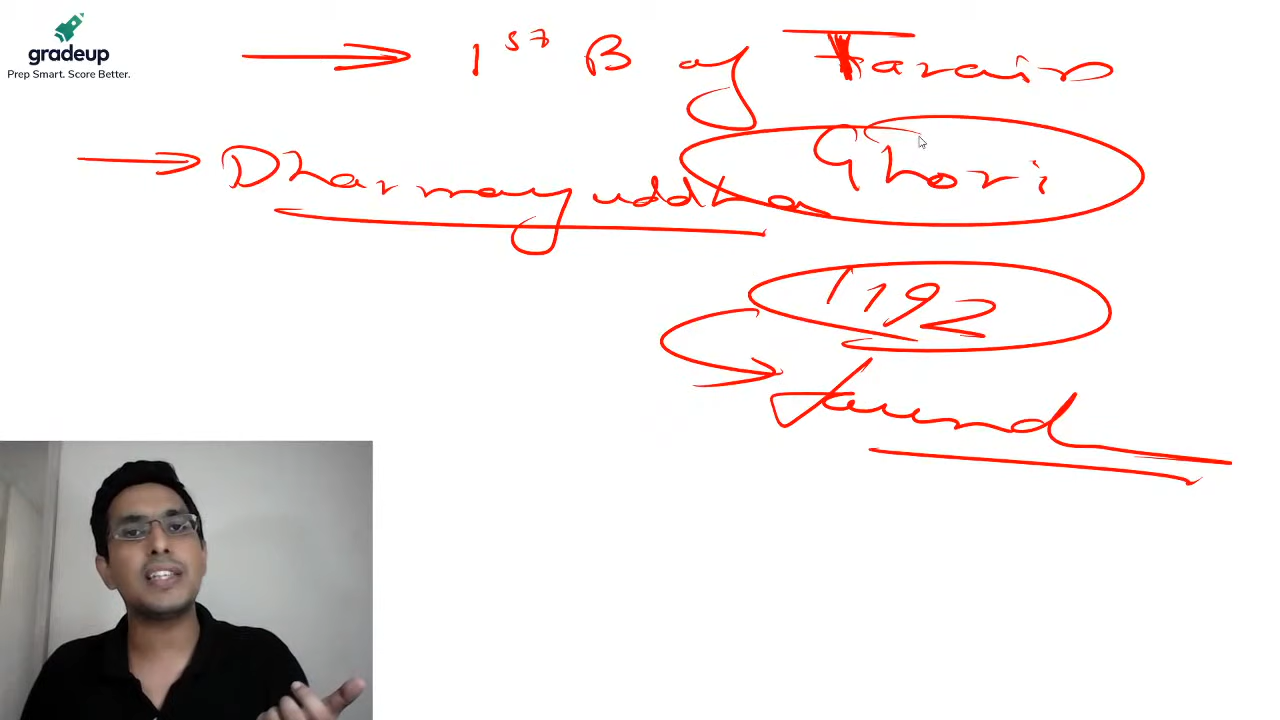 gradeup
Prep Smart. Score Better.
1st B of Tarain
Dharmayuddha
Ghori
1192